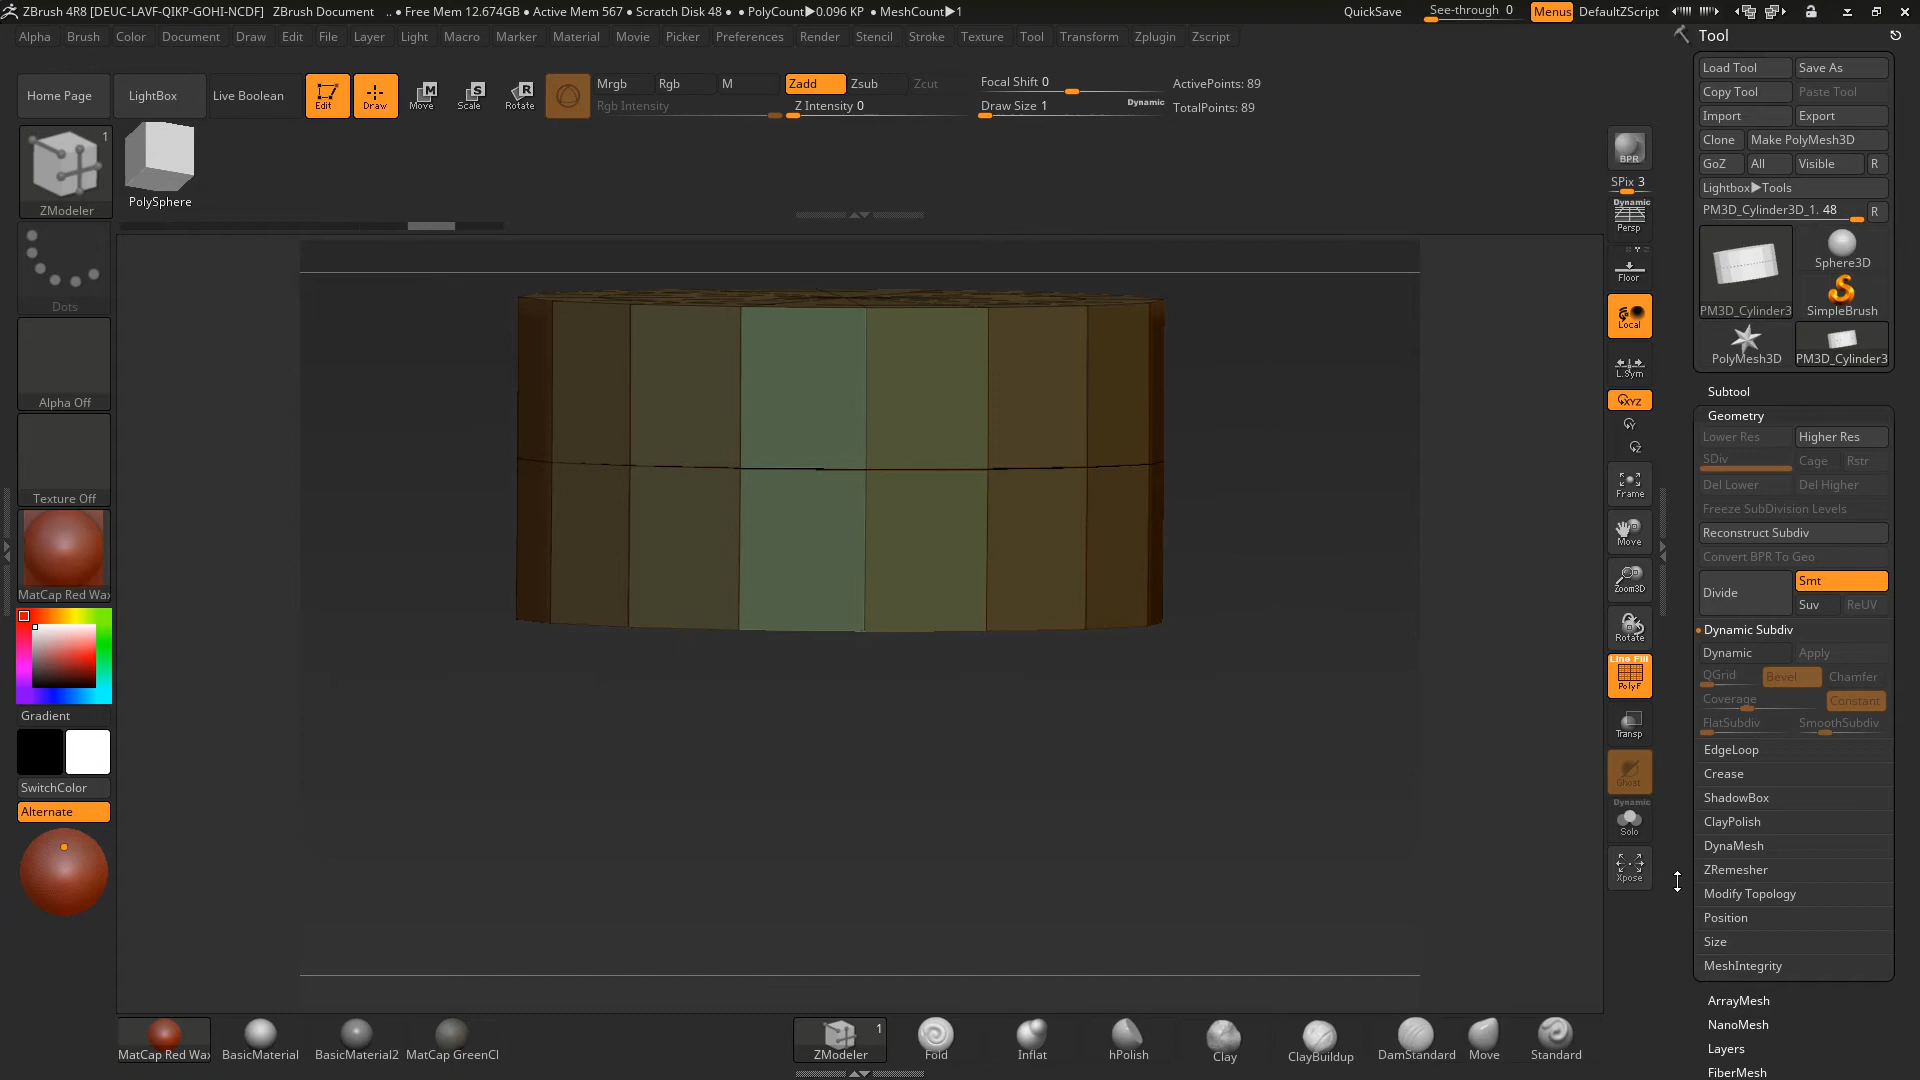 ZBrush 4R8 [DEUC-LAVF-QIKP-GOHI-NCDF] ZBrush Document .. • Free Mem 12.674GB • Active Mem 567 • Scratch Disk 48 • PolyCount▶0.096 KP • MeshCount▶1 QuickSave See-through 0 Menus DefaultZScript
Alpha Brush Color Document Draw Edit File Layer Light Macro Marker Material Movie Picker Preferences Render Stencil Stroke Texture Tool Transform Zplugin Zscript
Tool
Load Tool Save As
Copy Tool Paste Tool
Import Export
Clone Make PolyMesh3D
GoZ All Visible R
Lightbox▶Tools
PM3D_Cylinder3D_1. 48 R
Sphere3D
PM3D_Cylinder3 SimpleBrush
PolyMesh3D PM3D_Cylinder3
Subtool
Geometry
Lower Res Higher Res
SDiv Cage Rstr
Del Lower Del Higher
Freeze SubDivision Levels
Reconstruct Subdiv
Convert BPR To Geo
Divide Smt
Suv ReUV
Dynamic Subdiv
Dynamic Apply
QGrid Bevel Chamfer
Coverage Constant
FlatSubdiv SmoothSubdiv
EdgeLoop
Crease
ShadowBox
ClayPolish
DynaMesh
ZRemesher
Modify Topology
Position
Size
MeshIntegrity
ArrayMesh
NanoMesh
Layers
FiberMesh
Home Page LightBox Live Boolean Edit Draw Move Scale Rotate
Mrgb Rgb M Zadd Zsub Zcut Focal Shift 0 ActivePoints: 89
Rgb Intensity Z Intensity 0 Draw Size 1 Dynamic TotalPoints: 89
1
ZModeler
PolySphere
Dots
Alpha Off
Texture Off
MatCap Red Wax
Gradient
SwitchColor
Alternate
BPR
SPix 3
Dynamic
Persp
Floor
Local
L.Sym
XYZ
Frame
Move
Zoom3D
Rotate
Line Fill
PolyF
Transp
Ghost
Dynamic
Solo
Xpose
MatCap Red Wax BasicMaterial BasicMaterial2 MatCap GreenCl
1
ZModeler Fold Inflat hPolish Clay ClayBuildup DamStandard Move Standard